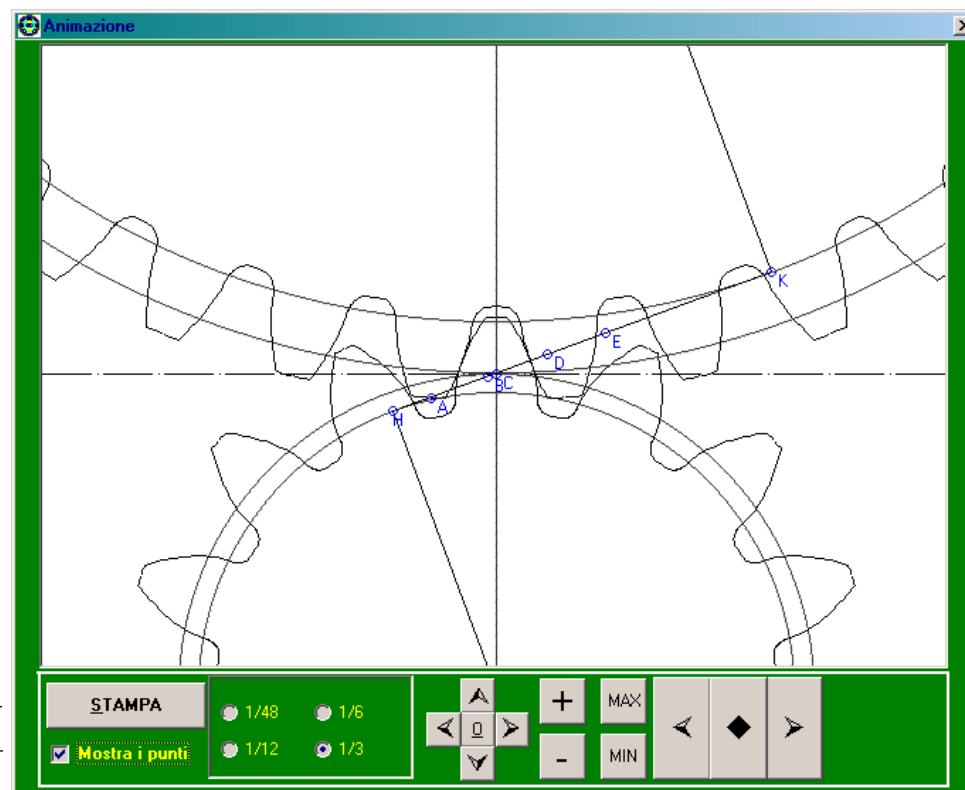 Animazione
K
E
D
BC
A
H
STAMPA
1/48 1/6
Mostra i punti
1/12 1/3
0
+
-
MAX
MIN